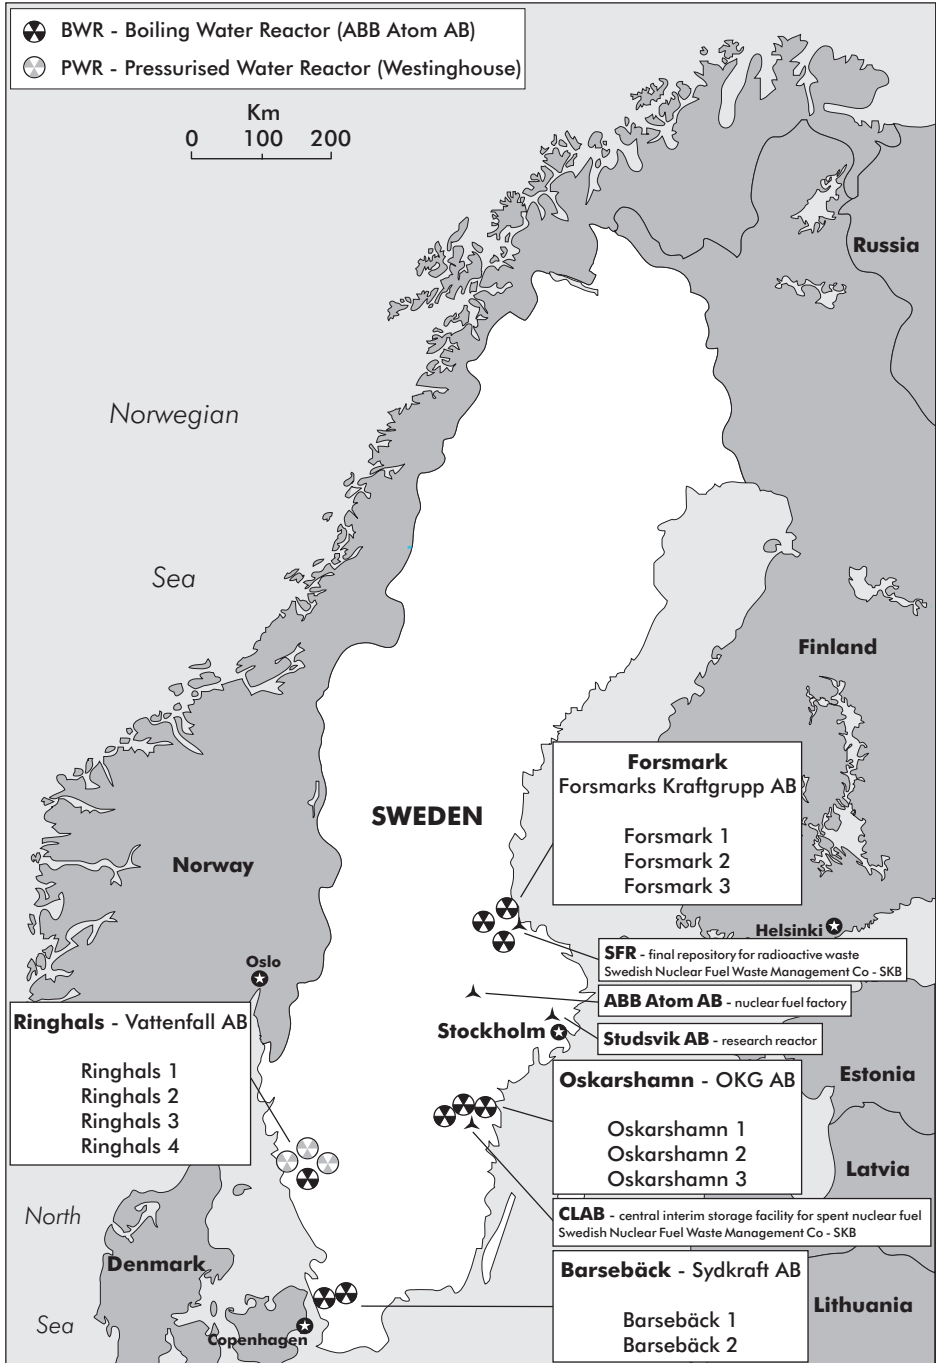 BWR - Boiling Water Reactor (ABB Atom AB)
PWR - Pressurised Water Reactor (Westinghouse)
Km
0 100 200
Russia
Norwegian
Sea
Finland
Forsmark
Forsmarks Kraftgrupp AB
Forsmark 1
Forsmark 2
Forsmark 3
SWEDEN
Norway
Helsinki
SFR - final repository for radioactive waste
Swedish Nuclear Fuel Waste Management Co - SKB
Oslo
ABB Atom AB - nuclear fuel factory
Ringhals - Vattenfall AB
Ringhals 1
Ringhals 2
Ringhals 3
Ringhals 4
Stockholm
Studsvik AB - research reactor
Estonia
Oskarshamn - OKG AB
Oskarshamn 1
Oskarshamn 2
Oskarshamn 3
Latvia
CLAB - central interim storage facility for spent nuclear fuel
Swedish Nuclear Fuel Waste Management Co - SKB
North
Sea
Denmark
Barsebäck - Sydkraft AB
Barsebäck 1
Barsebäck 2
Lithuania
Copenhagen